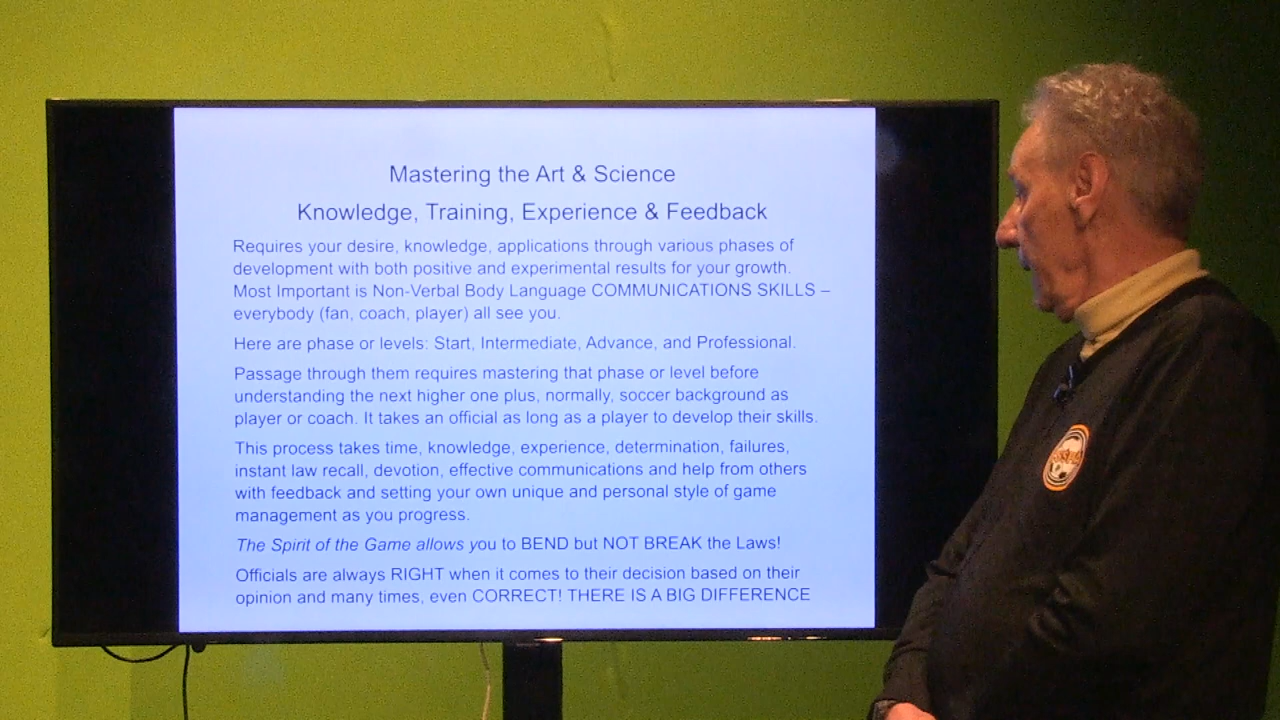 Mastering the Art & Science
Knowledge, Training, Experience & Feedback
Requires your desire, knowledge, applications through various phases of
development with both positive and experimental results for your growth.
Most Important is Non-Verbal Body Language COMMUNICATIONS SKILLS –
everybody (fan, coach, player) all see you.
Here are phase or levels: Start, Intermediate, Advance, and Professional.
Passage through them requires mastering that phase or level before
understanding the next higher one plus, normally, soccer background as
player or coach. It takes an official as long as a player to develop their skills.
This process takes time, knowledge, experience, determination, failures,
instant law recall, devotion, effective communications and help from others
with feedback and setting your own unique and personal style of game
management as you progress.
The Spirit of the Game allows you to BEND but NOT BREAK the Laws!
Officials are always RIGHT when it comes to their decision based on their
opinion and many times, even CORRECT! THERE IS A BIG DIFFERENCE